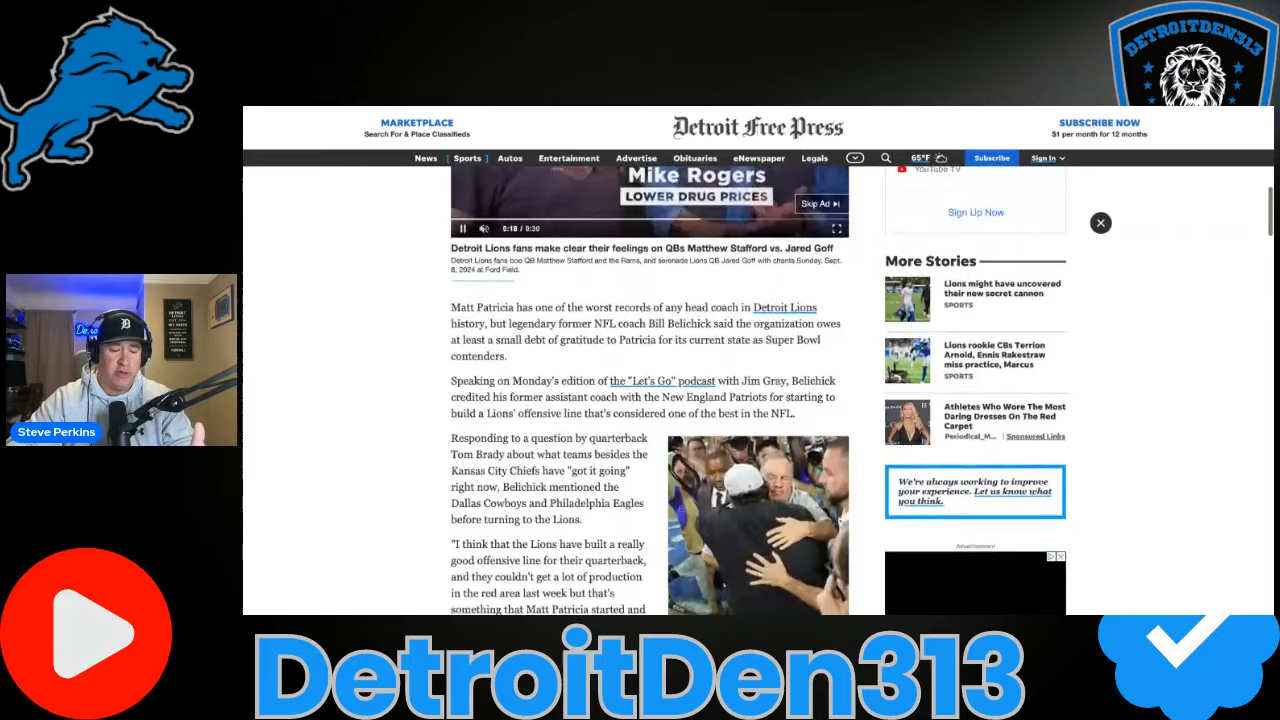 DETROITDEN313
MARKETPLACE
Search For & Place Classifieds
Detroit Free Press
SUBSCRIBE NOW
$1 per month for 12 months
News
Sports
Autos
Entertainment
Advertise
Obituaries
eNewspaper
Legals
65°F
Subscribe
Sign In
Mike Rogers
LOWER DRUG PRICES
Skip Ad
0:18 / 0:30
Detroit Lions fans make clear their feelings on QBs Matthew Stafford vs. Jared Goff
Detroit Lions fans boo QB Matthew Stafford and the Rams, and serenade Lions QB Jared Goff with chants Sunday, Sept.
8, 2024 at Ford Field.
Matt Patricia has one of the worst records of any head coach in Detroit Lions
history, but legendary former NFL coach Bill Belichick said the organization owes
at least a small debt of gratitude to Patricia for its current state as Super Bowl
contenders.
Speaking on Monday's edition of the "Let's Go" podcast with Jim Gray, Belichick
credited his former assistant coach with the New England Patriots for starting to
build a Lions' offensive line that's considered one of the best in the NFL.
Responding to a question by quarterback
Tom Brady about what teams besides the
Kansas City Chiefs have "got it going"
right now, Belichick mentioned the
Dallas Cowboys and Philadelphia Eagles
before turning to the Lions.
"I think that the Lions have built a really
good offensive line for their quarterback,
and they couldn't get a lot of production
in the red area last week but that's
something that Matt Patricia started and
YouTube TV
Sign Up Now
More Stories
Lions might have uncovered
their new secret cannon
SPORTS
Lions rookie CBs Terrion
Arnold, Ennis Rakestraw
miss practice, Marcus
SPORTS
Athletes Who Wore The Most
Daring Dresses On The Red
Carpet
Periodical_M... | Sponsored Links
We're always working to improve
your experience. Let us know what
you think.
Advertisement
Steve Perkins
DetroitDen313